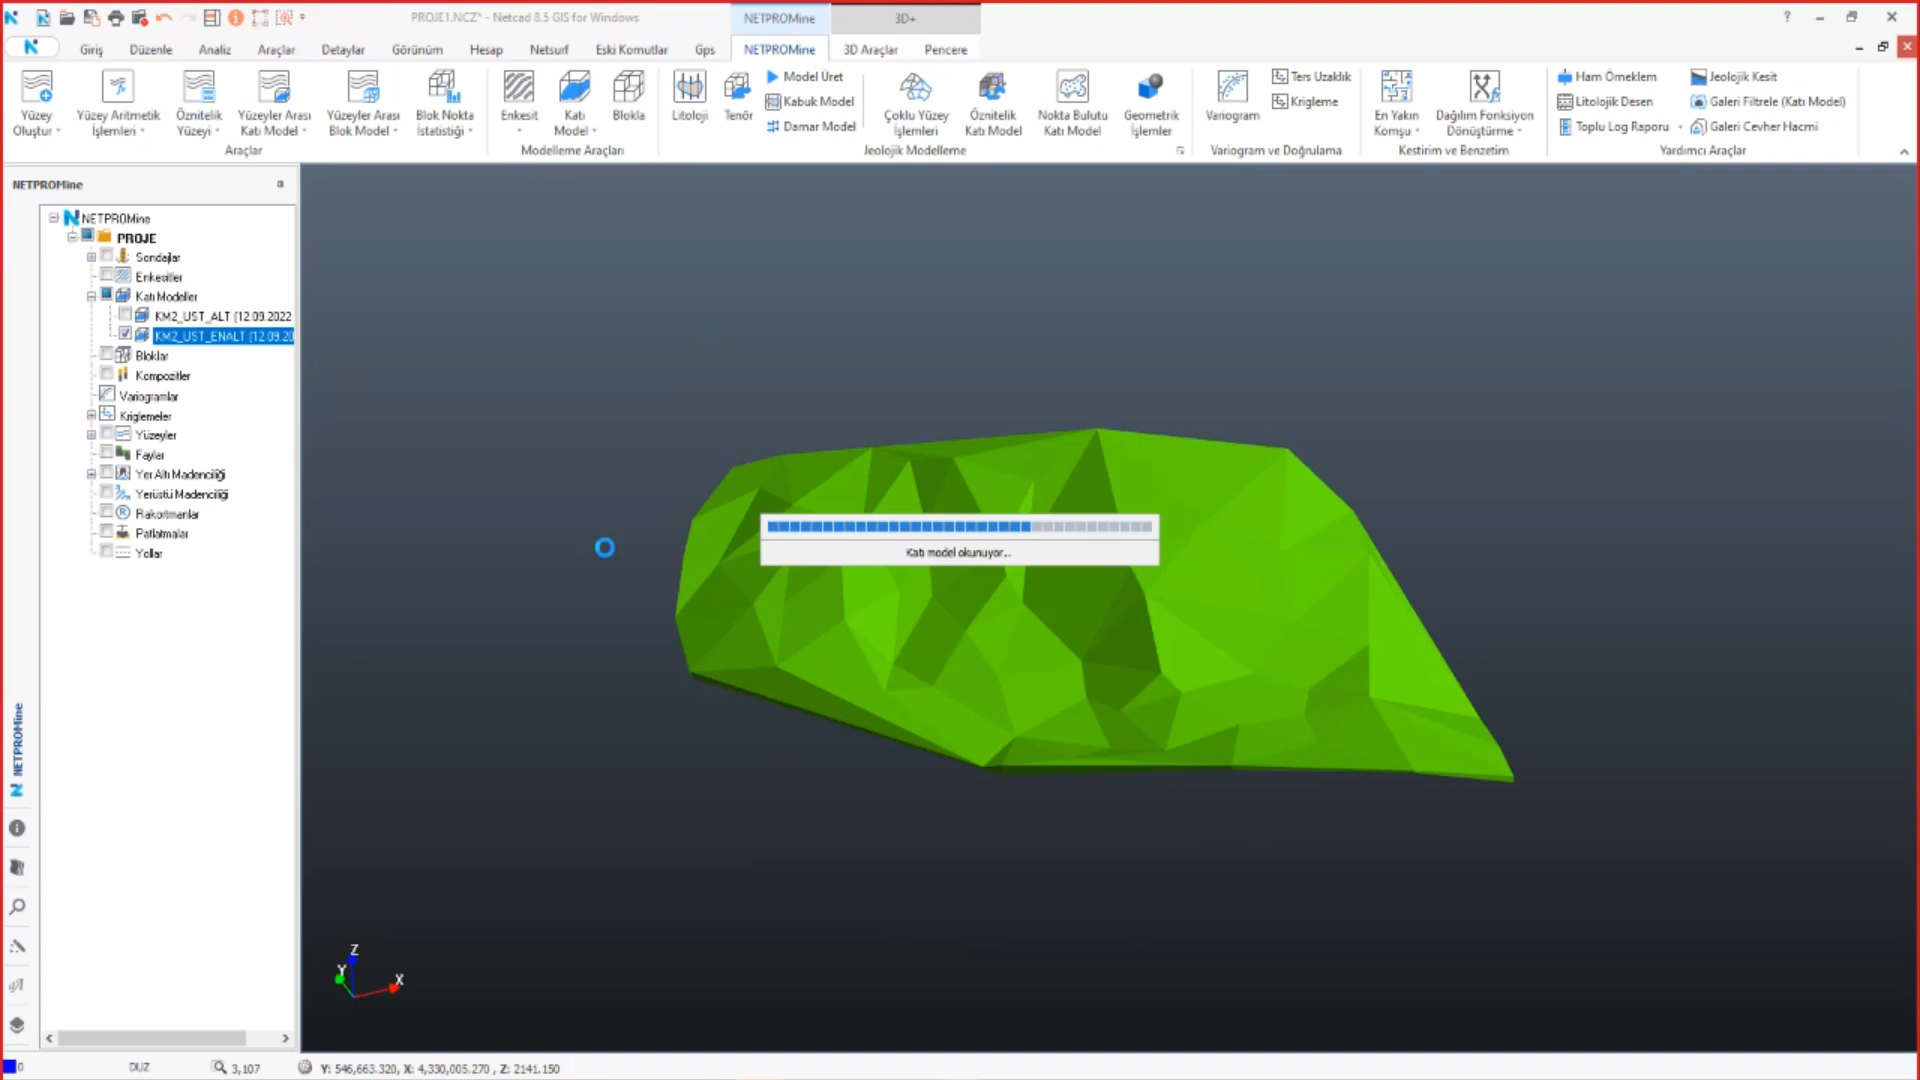 PROJE1.NCZ* - Netcad 8.5 GIS for Windows
NETPROMine
3D+
Giriş
Düzenle
Analiz
Araçlar
Detaylar
Görünüm
Hesap
Netsurf
Eski Komutlar
Gps
NETPROMine
3D Araçlar
Pencere
Yüzey Oluştur
Yüzey Aritmetik İşlemleri
Öznitelik Yüzeyi
Yüzeyler Arası Katı Model
Yüzeyler Arası Blok Model
Blok Nokta İstatistiği
Araçlar
Enkesit
Katı Model
Blokla
Modelleme Araçları
Litoloji
Tenör
Model Üret
Kabuk Model
Damar Model
Çoklu Yüzey İşlemleri
Öznitelik Katı Model
Nokta Bulutu Katı Model
Geometrik İşlemler
Jeolojik Modelleme
Variogram
Ters Uzaklık
Krigleme
Variogram ve Doğrulama
En Yakın Komşu
Dağılım Fonksiyon Dönüştürme
Kestirim ve Benzetim
Ham Örneklem
Litolojik Desen
Toplu Log Raporu
Jeolojik Kesit
Galeri Filtrele (Katı Model)
Galeri Cevher Hacmi
Yardımcı Araçlar
NETPROMine
NETPROMine
PROJE
Sondajlar
Enkesitler
Katı Modeller
KM2_UST_ALT (12.09.2022
KM2_UST_ENALT (12.09.20
Bloklar
Kompozitler
Variogramlar
Kriglemeler
Yüzeyler
Faylar
Yer Altı Madenciliği
Yerüstü Madenciliği
Rakortmanlar
Patlatmalar
Yollar
NETPROMine
Katı model okunuyor..
Z
Y
X
0
DUZ
3,107
Y: 546,663.320, X: 4,330,005.270 , Z: 2141.150